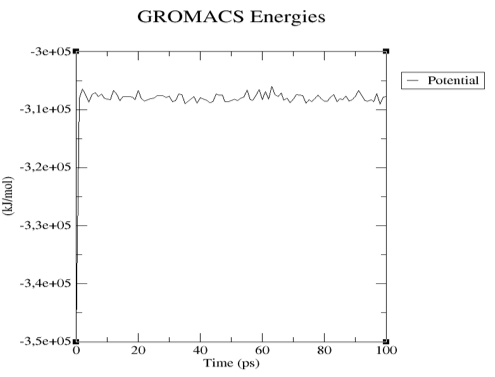 GROMACS Energies
-3e+05
-3,1e+05
-3,2e+05
-3,3e+05
-3,4e+05
-3,5e+05
(kJ/mol)
0 20 40 60 80 100
Time (ps)
Potential